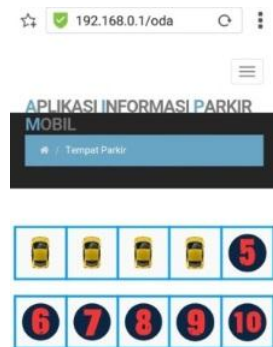 192.168.0.1/oda
APLIKASI INFORMASI PARKIR
MOBIL
/ Tempat Parkir
5
6 7 8 9 10